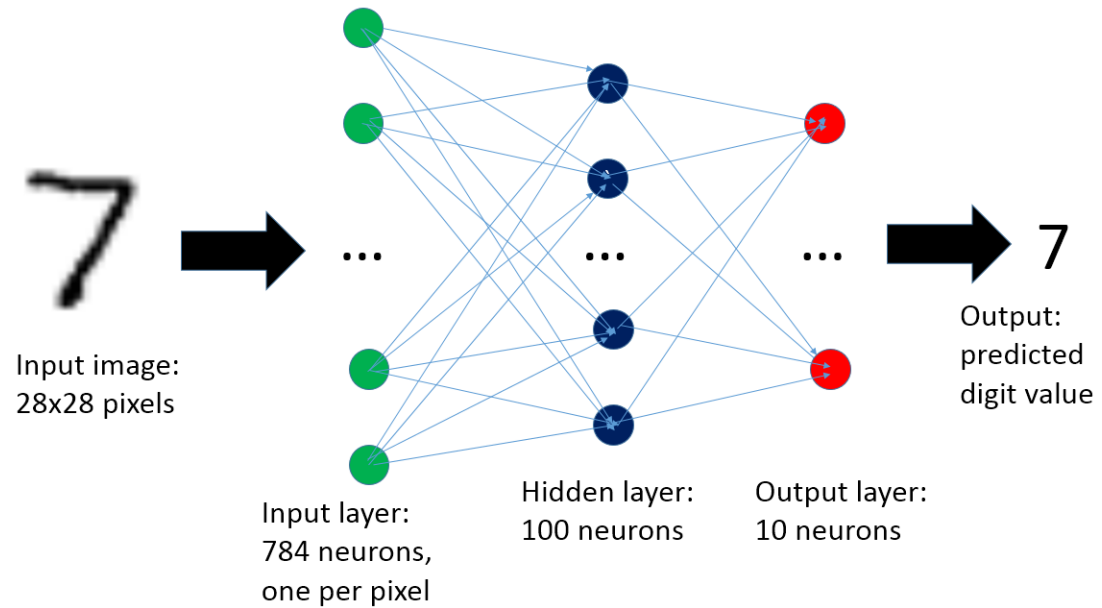 7
Input image:
28x28 pixels
...
...
...
Input layer:
784 neurons,
one per pixel
Hidden layer:
100 neurons
Output layer:
10 neurons
7
Output:
predicted
digit value